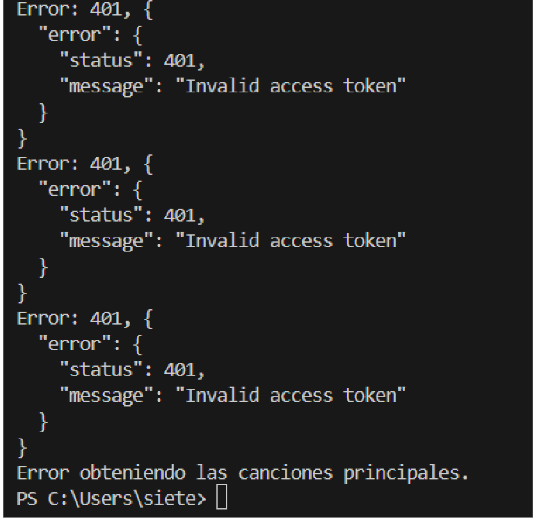 Error: 401, {
  "error": {
    "status": 401,
    "message": "Invalid access token"
  }
}
Error: 401, {
  "error": {
    "status": 401,
    "message": "Invalid access token"
  }
}
Error: 401, {
  "error": {
    "status": 401,
    "message": "Invalid access token"
  }
}
Error obteniendo las canciones principales.
PS C:\Users\siete>